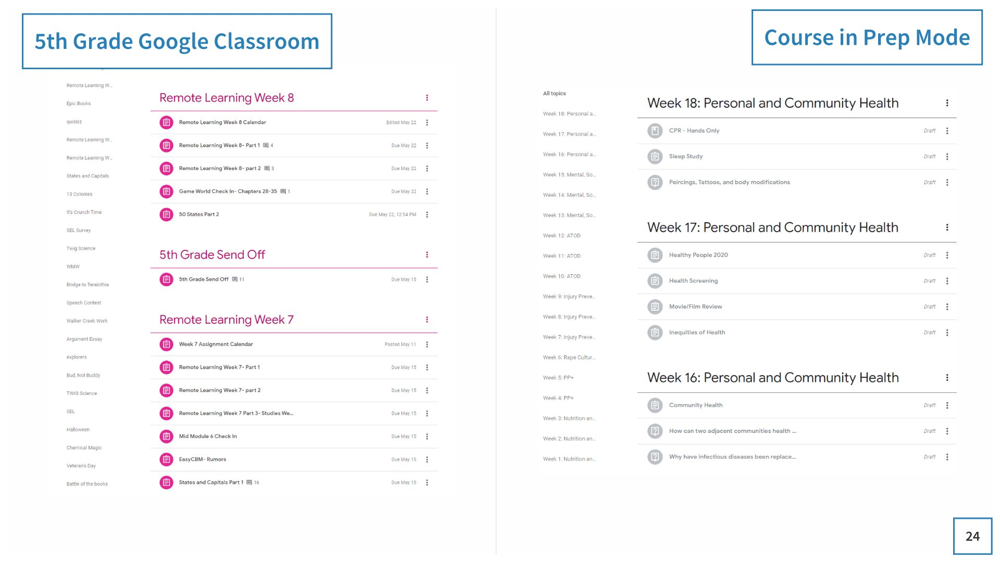 5th Grade Google Classroom
Remote Learning W...
Epic Books
quizizz
Remote Learning W...
Remote Learning W...
States and Capitals
13 Colonies
It's Crunch Time
SEL Survey
Twig Science
WMW
Bridge to Terabithia
Speech Contest
Walker Creek Work
Argument Essay
explorers
Bud, Not Buddy
TWIG Science
SEL
Halloween
Chemical Magic
Veteran's Day
Battle of the books
Remote Learning Week 8
Remote Learning Week 8 Calendar Edited May 22
Remote Learning Week 8- Part 1 4 Due May 22
Remote Learning Week 8- part 2 3 Due May 22
Game World Check In- Chapters 28-35 1 Due May 22
50 States Part 2 Due May 22, 12:54 PM
5th Grade Send Off
5th Grade Send Off 11 Due May 15
Remote Learning Week 7
Week 7 Assignment Calendar Posted May 11
Remote Learning Week 7- Part 1 Due May 15
Remote Learning Week 7- part 2 Due May 15
Remote Learning Week 7 Part 3- Studies We... Due May 15
Mid Module 6 Check In Due May 15
EasyCBM- Rumors Due May 15
States and Capitals Part 1 16 Due May 15
Course in Prep Mode
All topics
Week 18: Personal a...
Week 17: Personal a...
Week 16: Personal a...
Week 15: Mental, So...
Week 14: Mental, So...
Week 13: Mental, So...
Week 12: ATOD
Week 11: ATOD
Week 10: ATOD
Week 9: Injury Preve...
Week 8: Injury Preve...
Week 7: Injury Preve...
Week 6: Rape Cultur...
Week 5: PP+
Week 4: PP+
Week 3: Nutrition an...
Week 2: Nutrition an...
Week 1: Nutrition an...
Week 18: Personal and Community Health
CPR - Hands Only Draft
Sleep Study Draft
Peircings, Tattoos, and body modifications Draft
Week 17: Personal and Community Health
Healthy People 2020 Draft
Health Screening Draft
Movie/Film Review Draft
Inequities of Health Draft
Week 16: Personal and Community Health
Community Health Draft
How can two adjacent communities health ... Draft
Why have infectious diseases been replace... Draft
24